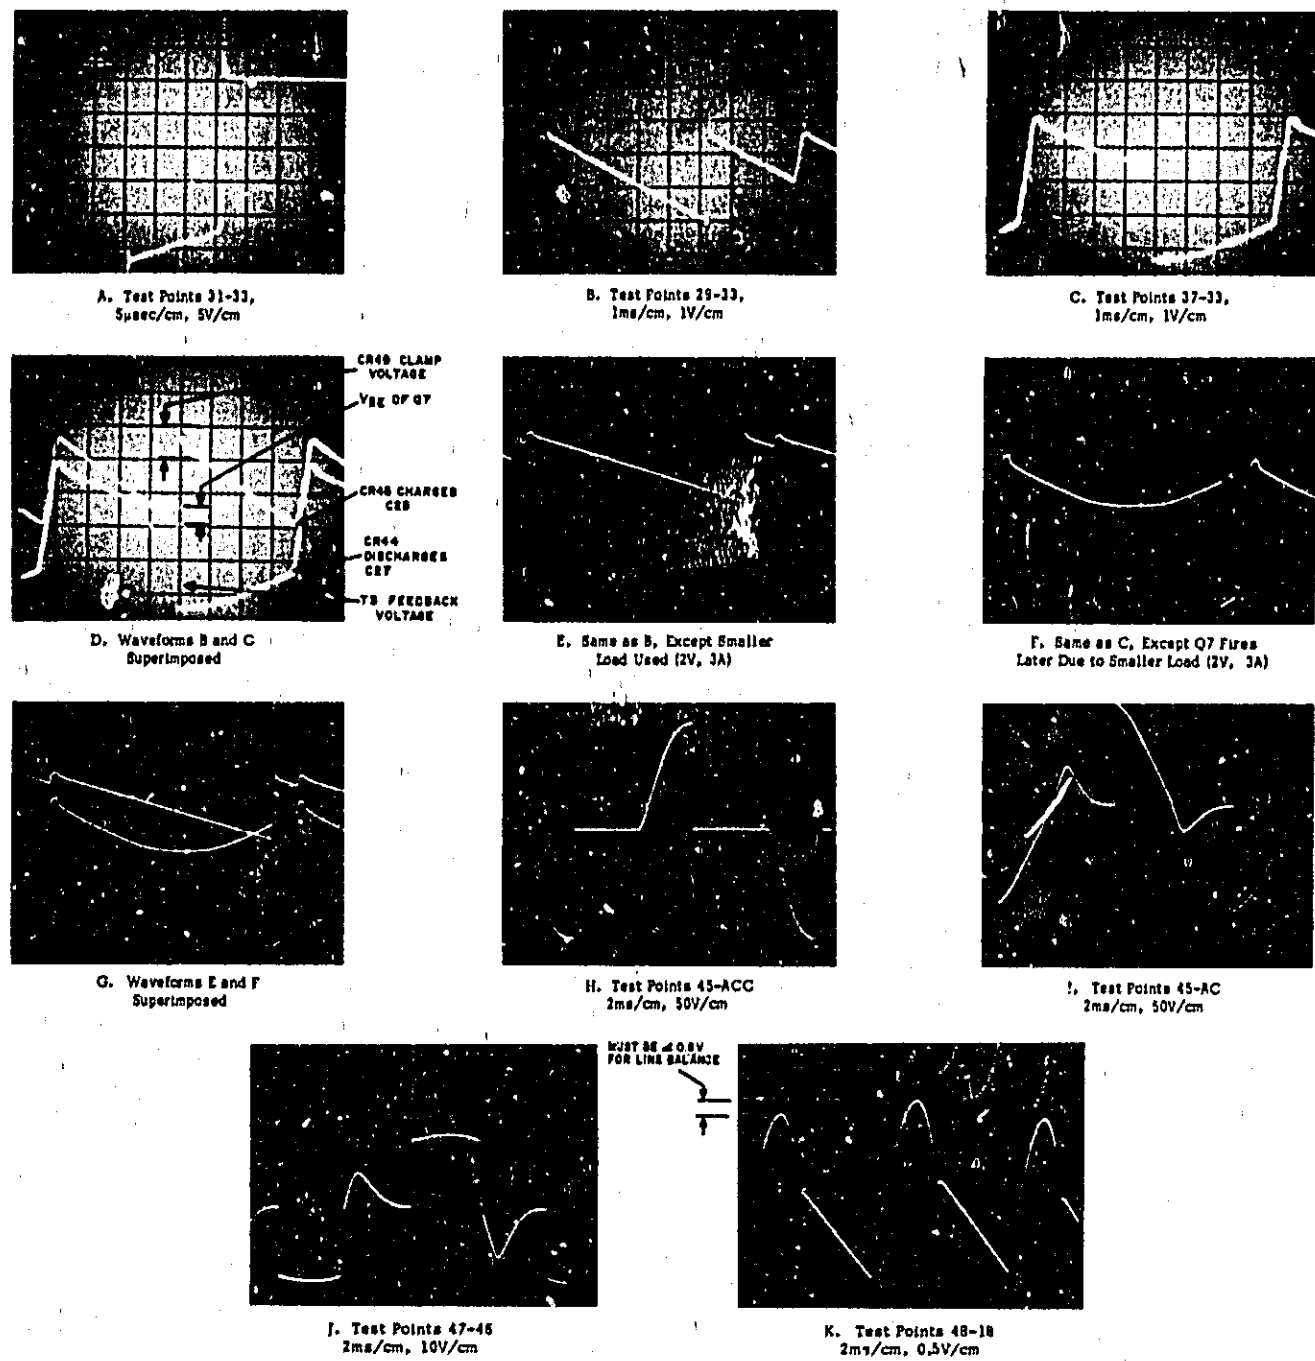 A. Test Points 31-33,
5µsec/cm, 5V/cm
B. Test Points 29-33,
1ms/cm, 1V/cm
C. Test Points 37-33,
1ms/cm, 1V/cm
CR49 CLAMP
VOLTAGE
VBE OF Q7
CR46 CHARGES
C28
CR44
DISCHARGES
C27
T3 FEEDBACK
VOLTAGE
D. Waveforms B and C
Superimposed
E. Same as B, Except Smaller
Load Used (2V, 3A)
F. Same as C, Except Q7 Fires
Later Due to Smaller Load (2V, 3A)
G. Waveforms E and F
Superimposed
H. Test Points 45-ACC
2ms/cm, 50V/cm
I. Test Points 45-AC
2ms/cm, 50V/cm
MUST BE ≤ 0.5V
FOR LINE BALANCE
J. Test Points 47-46
2ms/cm, 10V/cm
K. Test Points 48-18
2ms/cm, 0.5V/cm